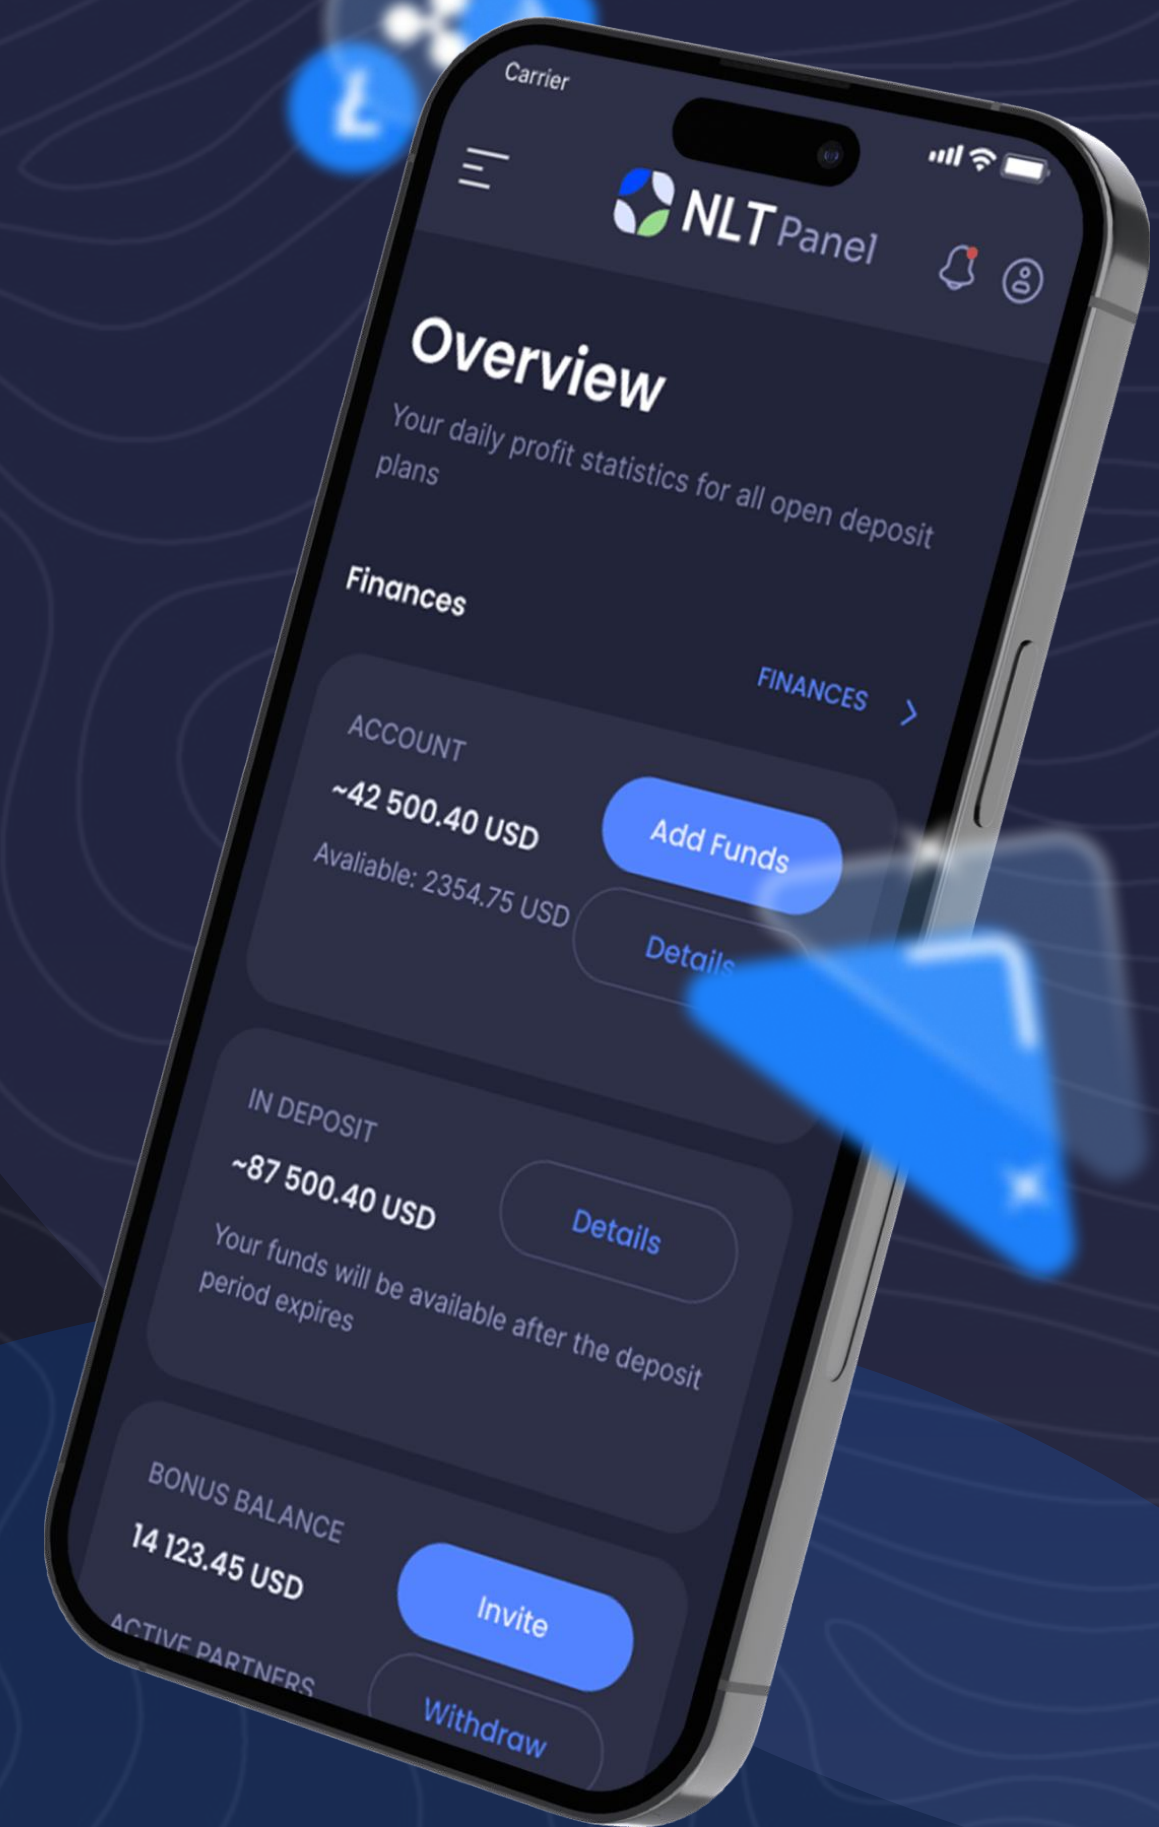 Carrier
NLT Panel
Overview
Your daily profit statistics for all open deposit
plans
Finances
FINANCES
ACCOUNT
~42 500.40 USD
Add Funds
Avaliable: 2354.75 USD
Details
IN DEPOSIT
~87 500.40 USD
Details
Your funds will be available after the deposit
period expires
BONUS BALANCE
14 123.45 USD
Invite
ACTIVE PARTNERS
Withdraw